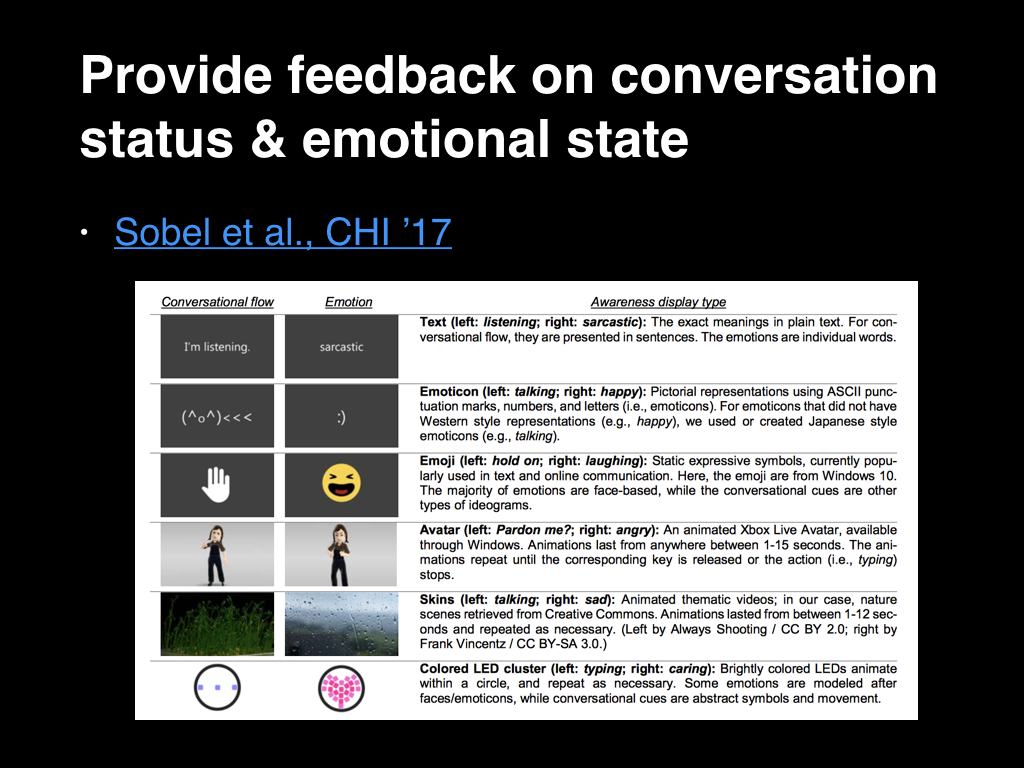 Provide feedback on conversation
status & emotional state
• Sobel et al., CHI ’17
Conversational flow Emotion Awareness display type
I'm listening. sarcastic
Text (left: listening; right: sarcastic): The exact meanings in plain text. For con-
versational flow, they are presented in sentences. The emotions are individual words.
(^o^)<<< :)
Emoticon (left: talking; right: happy): Pictorial representations using ASCII punc-
tuation marks, numbers, and letters (i.e., emoticons). For emoticons that did not have
Western style representations (e.g., happy), we used or created Japanese style
emoticons (e.g., talking).
Emoji (left: hold on; right: laughing): Static expressive symbols, currently popu-
larly used in text and online communication. Here, the emoji are from Windows 10.
The majority of emotions are face-based, while the conversational cues are other
types of ideograms.
Avatar (left: Pardon me?; right: angry): An animated Xbox Live Avatar, available
through Windows. Animations last from anywhere between 1-15 seconds. The ani-
mations repeat until the corresponding key is released or the action (i.e., typing)
stops.
Skins (left: talking; right: sad): Animated thematic videos; in our case, nature
scenes retrieved from Creative Commons. Animations lasted from between 1-12 sec-
onds and repeated as necessary. (Left by Always Shooting / CC BY 2.0; right by
Frank Vincentz / CC BY-SA 3.0.)
Colored LED cluster (left: typing; right: caring): Brightly colored LEDs animate
within a circle, and repeat as necessary. Some emotions are modeled after
faces/emoticons, while conversational cues are abstract symbols and movement.